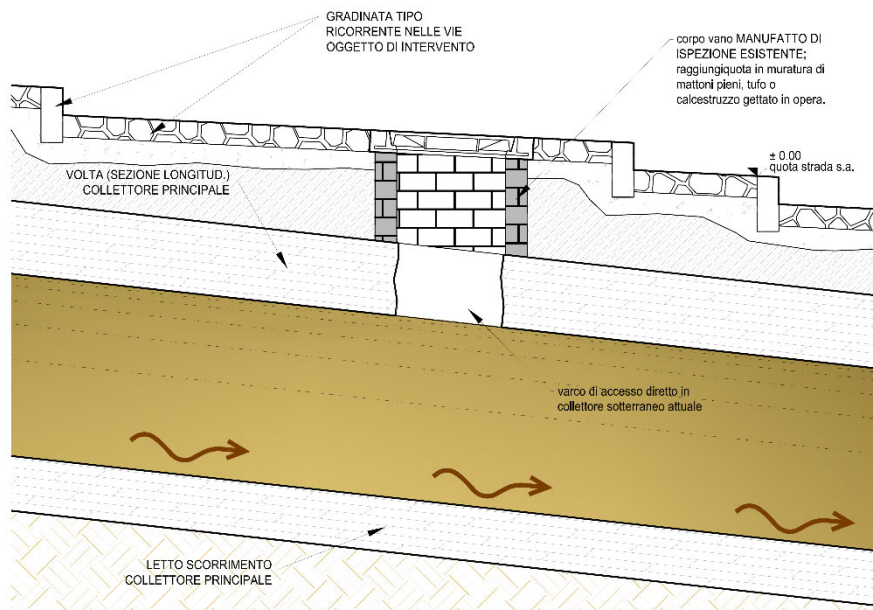 GRADINATA TIPO
RICORRENTE NELLE VIE
OGGETTO DI INTERVENTO
corpo vano MANUFATTO DI
ISPEZIONE ESISTENTE;
raggiungiquota in muratura di
mattoni pieni, tufo o
calcestruzzo gettato in opera.
± 0.00
quota strada s.a.
VOLTA (SEZIONE LONGITUD.)
COLLETTORE PRINCIPALE
varco di accesso diretto in
collettore sotterraneo attuale
LETTO SCORRIMENTO
COLLETTORE PRINCIPALE